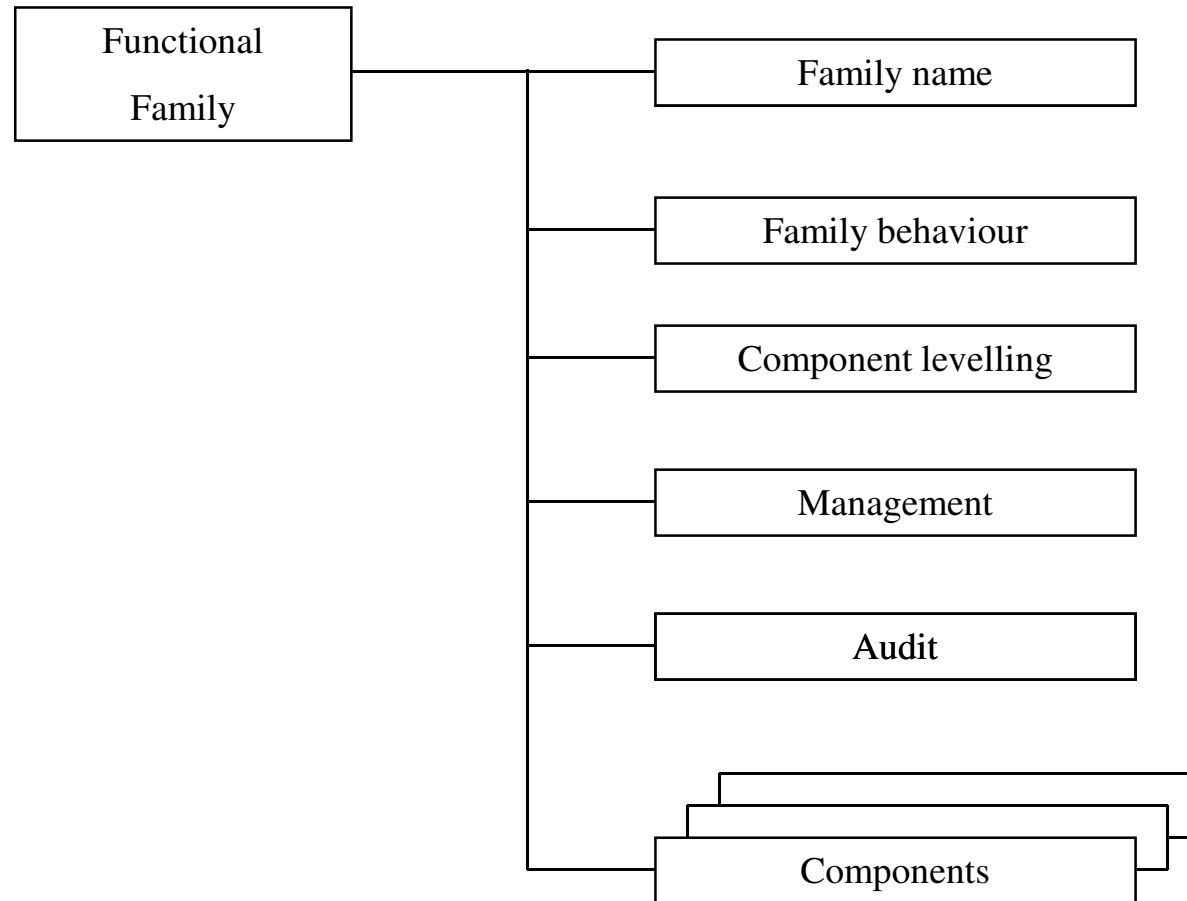 Functional
Family
Family name
Family behaviour
Component levelling
Management
Audit
Components